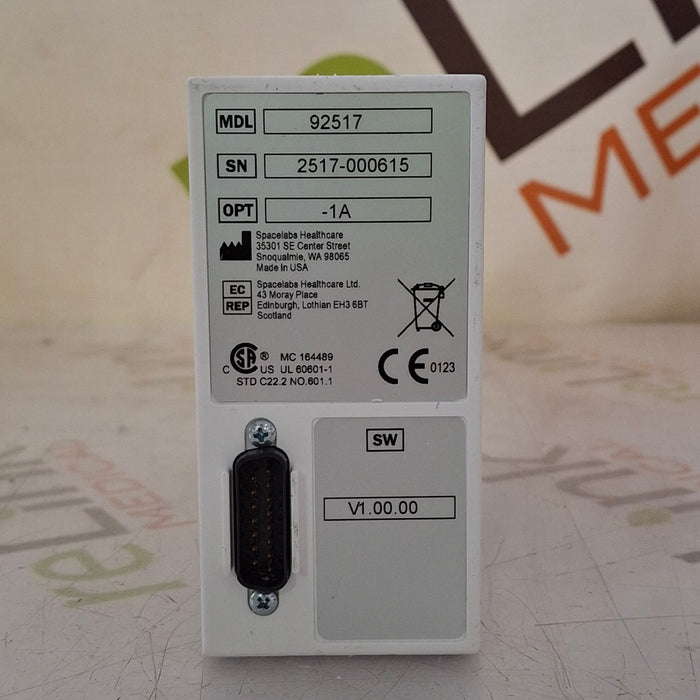 MDL 92517
SN 2517-000615
OPT -1A
Spacelabs Healthcare
35301 SE Center Street
Snoqualmie, WA 98065
Made in USA
EC REP
Spacelabs Healthcare Ltd.
43 Moray Place
Edinburgh, Lothian EH3 6BT
Scotland
C SA ® US
MC 164489
UL 60601-1
STD C22.2 NO.601.1
CE 0123
SW
V1.00.00
MEDICAL